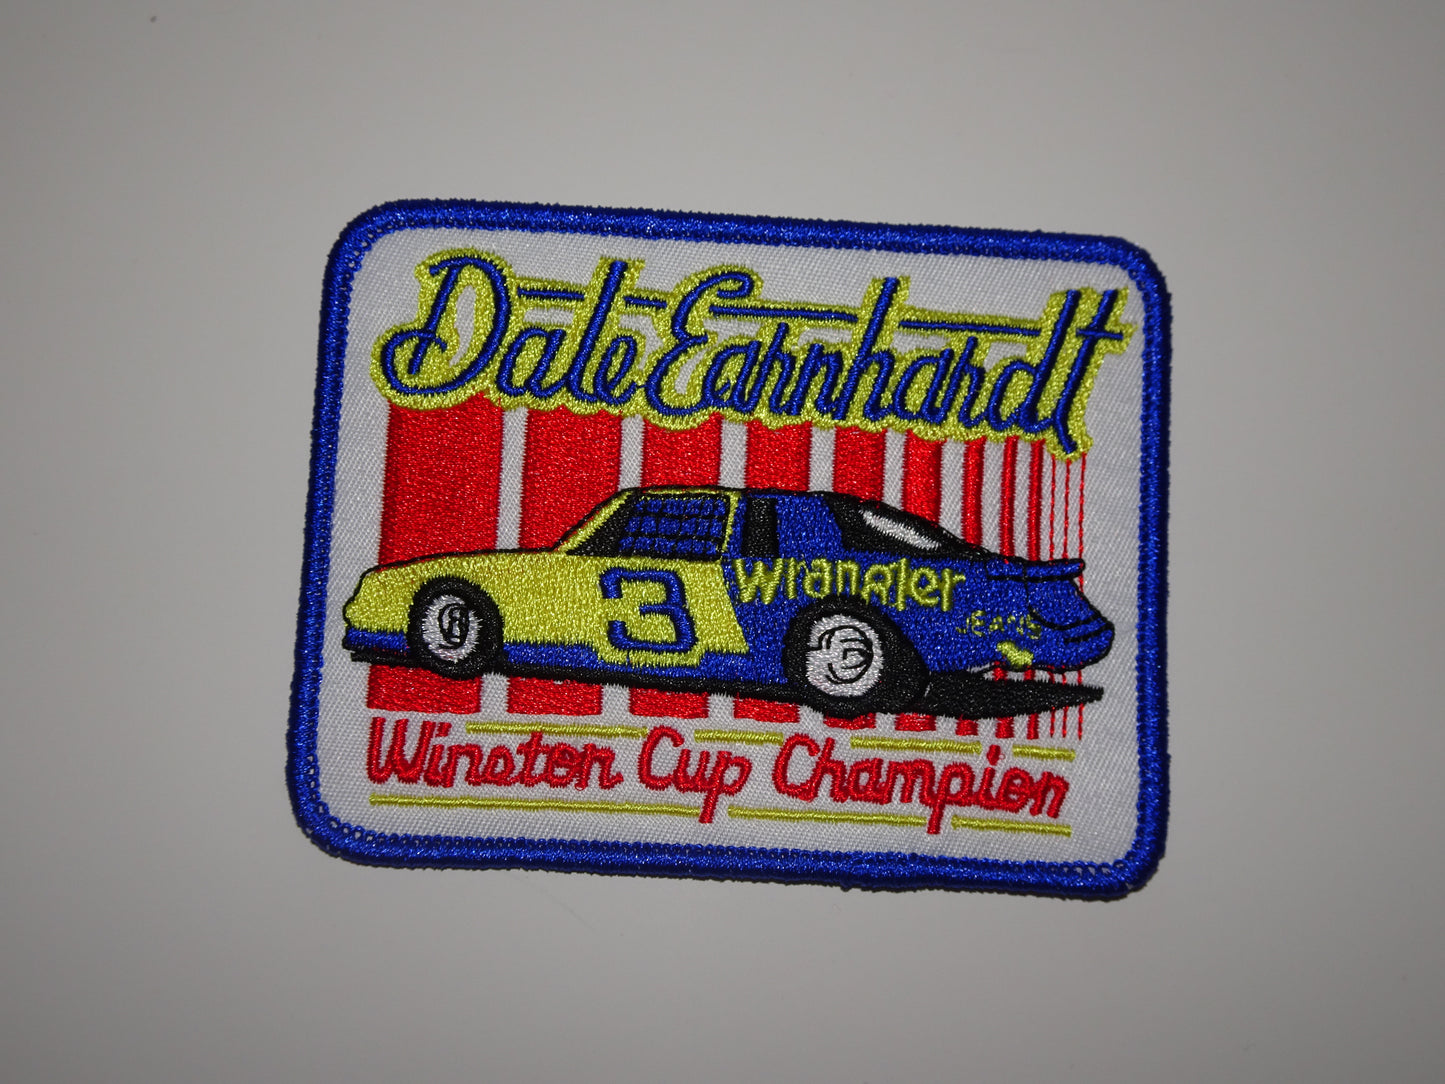 Dale Earnhardt
3
Wrangler
JEANS
Winston Cup Champion